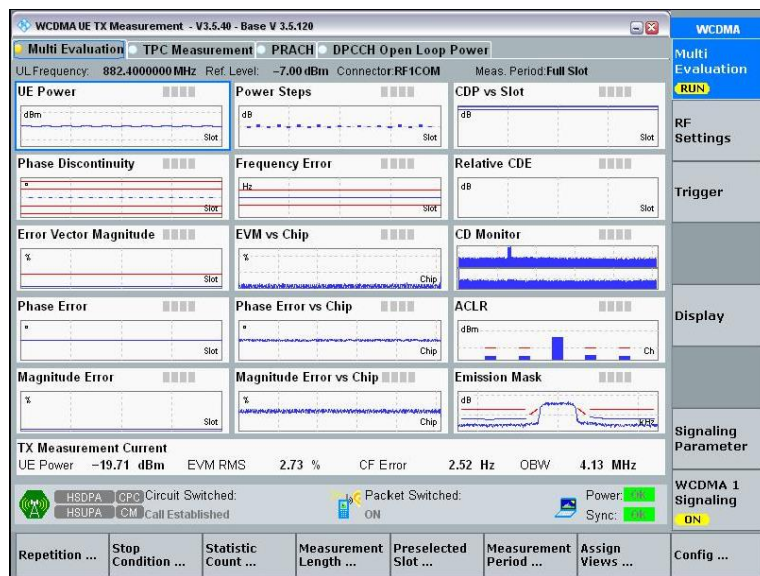 WCDMA UE TX Measurement - V3.5.40 - Base V 3.5.120
WCDMA
Multi Evaluation TPC Measurement PRACH DPCCH Open Loop Power
Multi
Evaluation
RUN
UL Frequency: 882.4000000 MHz Ref. Level: -7.00 dBm Connector:RF1COM Meas. Period:Full Slot
UE Power
dBm
Slot
Power Steps
dB
Slot
CDP vs Slot
dB
Slot
RF
Settings
Phase Discontinuity
°
Slot
Frequency Error
Hz
Slot
Relative CDE
dB
Slot
Trigger
Error Vector Magnitude
%
Slot
EVM vs Chip
%
Chip
CD Monitor
Phase Error
°
Slot
Phase Error vs Chip
°
Chip
ACLR
dBm
Ch
Display
Magnitude Error
%
Slot
Magnitude Error vs Chip
%
Chip
Emission Mask
dB
kHz
Signaling
Parameter
TX Measurement Current
UE Power -19.71 dBm EVM RMS 2.73 % CF Error 2.52 Hz OBW 4.13 MHz
HSDPA CPC Circuit Switched: Packet Switched: Power: OK
HSUPA CM Call Established ON Sync: OK
WCDMA 1
Signaling
ON
Repetition ...
Stop
Condition ...
Statistic
Count ...
Measurement
Length ...
Preselected
Slot ...
Measurement
Period ...
Assign
Views ...
Config ...